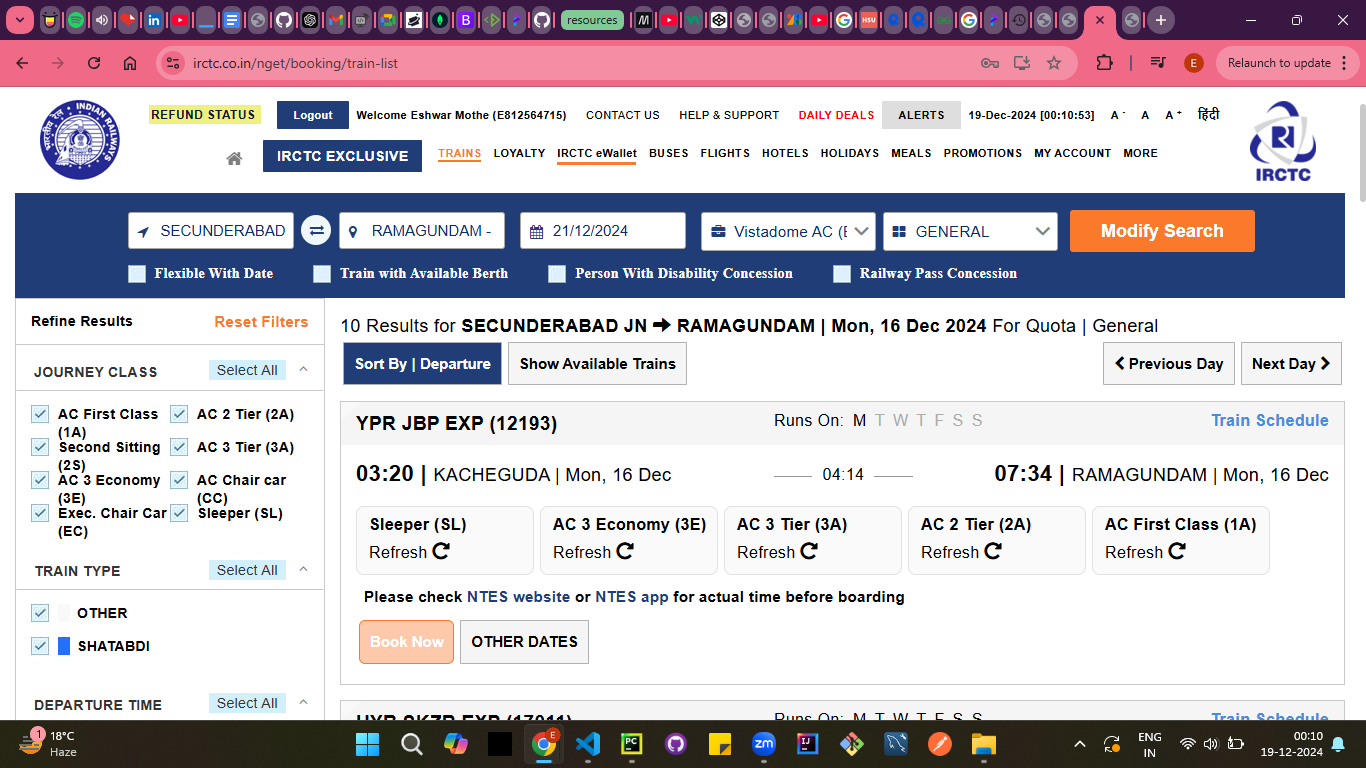 resources
irctc.co.in/nget/booking/train-list
E
Relaunch to update
REFUND STATUS
Logout
Welcome Eshwar Mothe (E812564715)
CONTACT US
HELP & SUPPORT
DAILY DEALS
ALERTS
19-Dec-2024 [00:10:53]
A -
A
A +
हिंदी
IRCTC EXCLUSIVE
TRAINS
LOYALTY
IRCTC eWallet
BUSES
FLIGHTS
HOTELS
HOLIDAYS
MEALS
PROMOTIONS
MY ACCOUNT
MORE
IRCTC
SECUNDERABAD
RAMAGUNDAM -
21/12/2024
Vistadome AC (E
GENERAL
Modify Search
Flexible With Date
Train with Available Berth
Person With Disability Concession
Railway Pass Concession
Refine Results
Reset Filters
JOURNEY CLASS
Select All
AC First Class (1A)
AC 2 Tier (2A)
Second Sitting (2S)
AC 3 Tier (3A)
AC 3 Economy (3E)
AC Chair car (CC)
Exec. Chair Car (EC)
Sleeper (SL)
TRAIN TYPE
Select All
OTHER
SHATABDI
DEPARTURE TIME
Select All
10 Results for SECUNDERABAD JN ➞ RAMAGUNDAM | Mon, 16 Dec 2024 For Quota | General
Sort By | Departure
Show Available Trains
Previous Day
Next Day
YPR JBP EXP (12193)
Runs On: M T W T F S S
Train Schedule
03:20 | KACHEGUDA | Mon, 16 Dec
04:14
07:34 | RAMAGUNDAM | Mon, 16 Dec
Sleeper (SL)
Refresh
AC 3 Economy (3E)
Refresh
AC 3 Tier (3A)
Refresh
AC 2 Tier (2A)
Refresh
AC First Class (1A)
Refresh
Please check NTES website or NTES app for actual time before boarding
Book Now
OTHER DATES
Runs On: M T W T F S S
Train Schedule
1
18°C
Haze
ENG
IN
00:10
19-12-2024